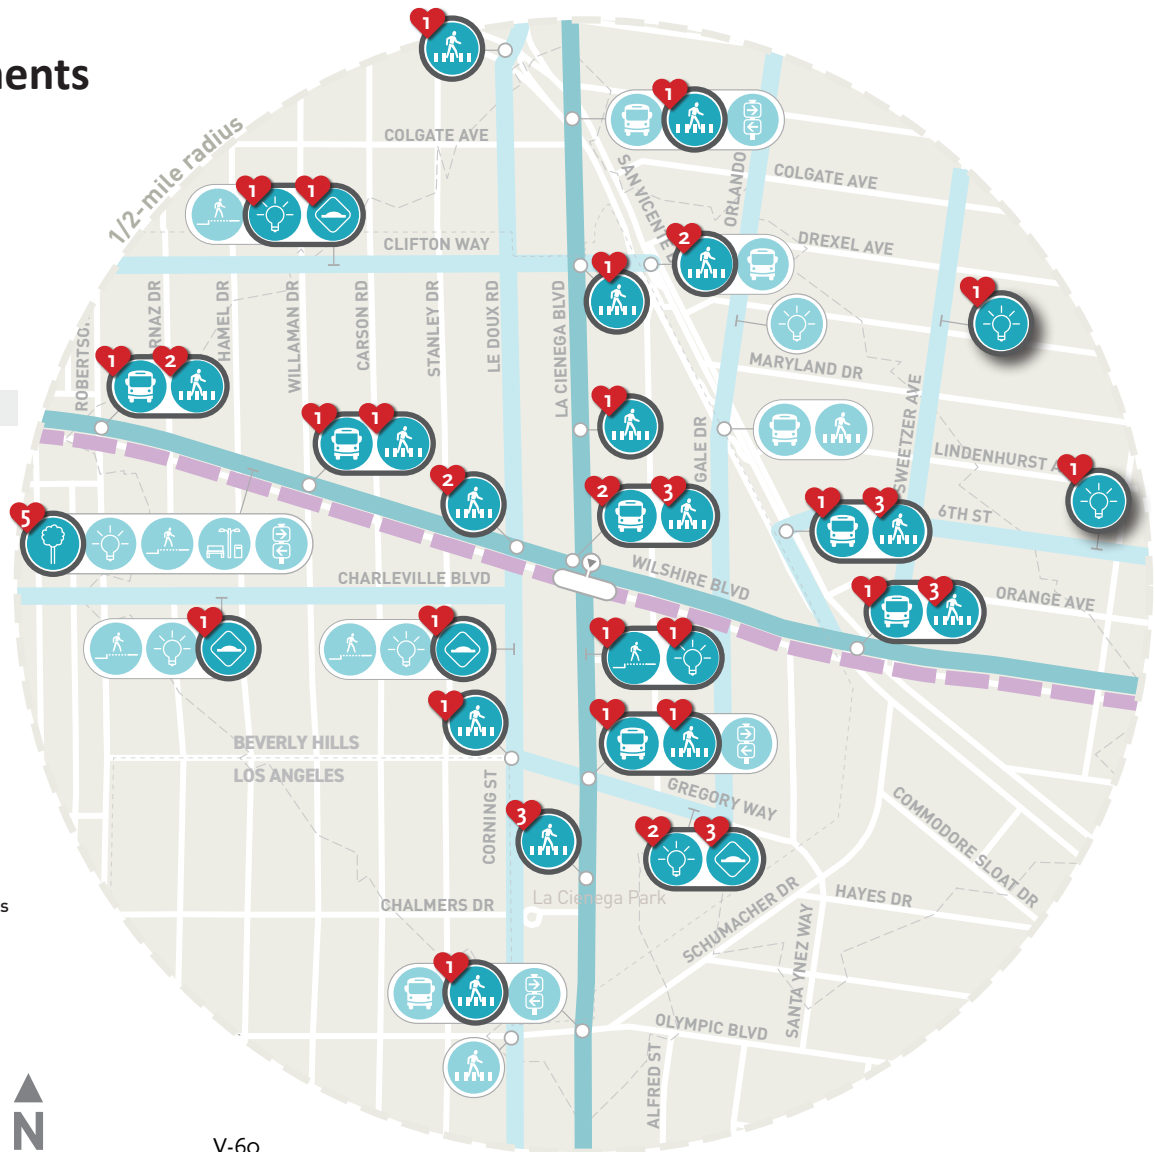 ments
1/2- mile radius
1
COLGATE AVE
1
SAN VICENTE B
ORLANDO
COLGATE AVE
1
1
CLIFTON WAY
2
DREXEL AVE
1
1
ROBERTSO
ARNAZ DR
HAMEL DR
WILLAMAN DR
CARSON RD
STANLEY DR
LE DOUX RD
LA CIENEGA BLVD
MARYLAND DR
1
2
1
1
1
GALE DR
SWEETZER AVE
LINDENHURST A
1
2
2
3
1
3
6TH ST
5
WILSHIRE BLVD
CHARLEVILLE BLVD
1
3
ORANGE AVE
1
1
1
1
1
1
1
BEVERLY HILLS
LOS ANGELES
CORNING ST
GREGORY WAY
3
2
3
COMMODORE SLOAT DR
s
La Cienega Park
CHALMERS DR
SCHUMACHER DR
HAYES DR
SANTA YNEZ WAY
1
OLYMPIC BLVD
ALFRED ST
N
V-60